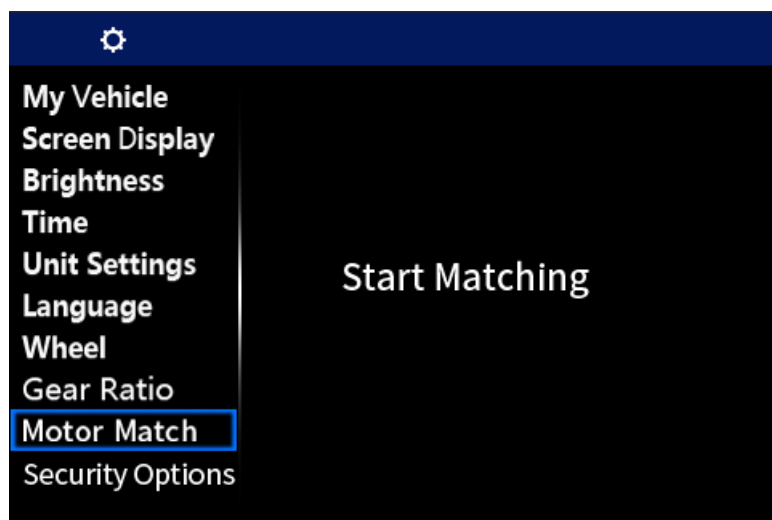 My Vehicle
Screen Display
Brightness
Time
Unit Settings
Language
Wheel
Gear Ratio
Motor Match
Security Options
Start Matching